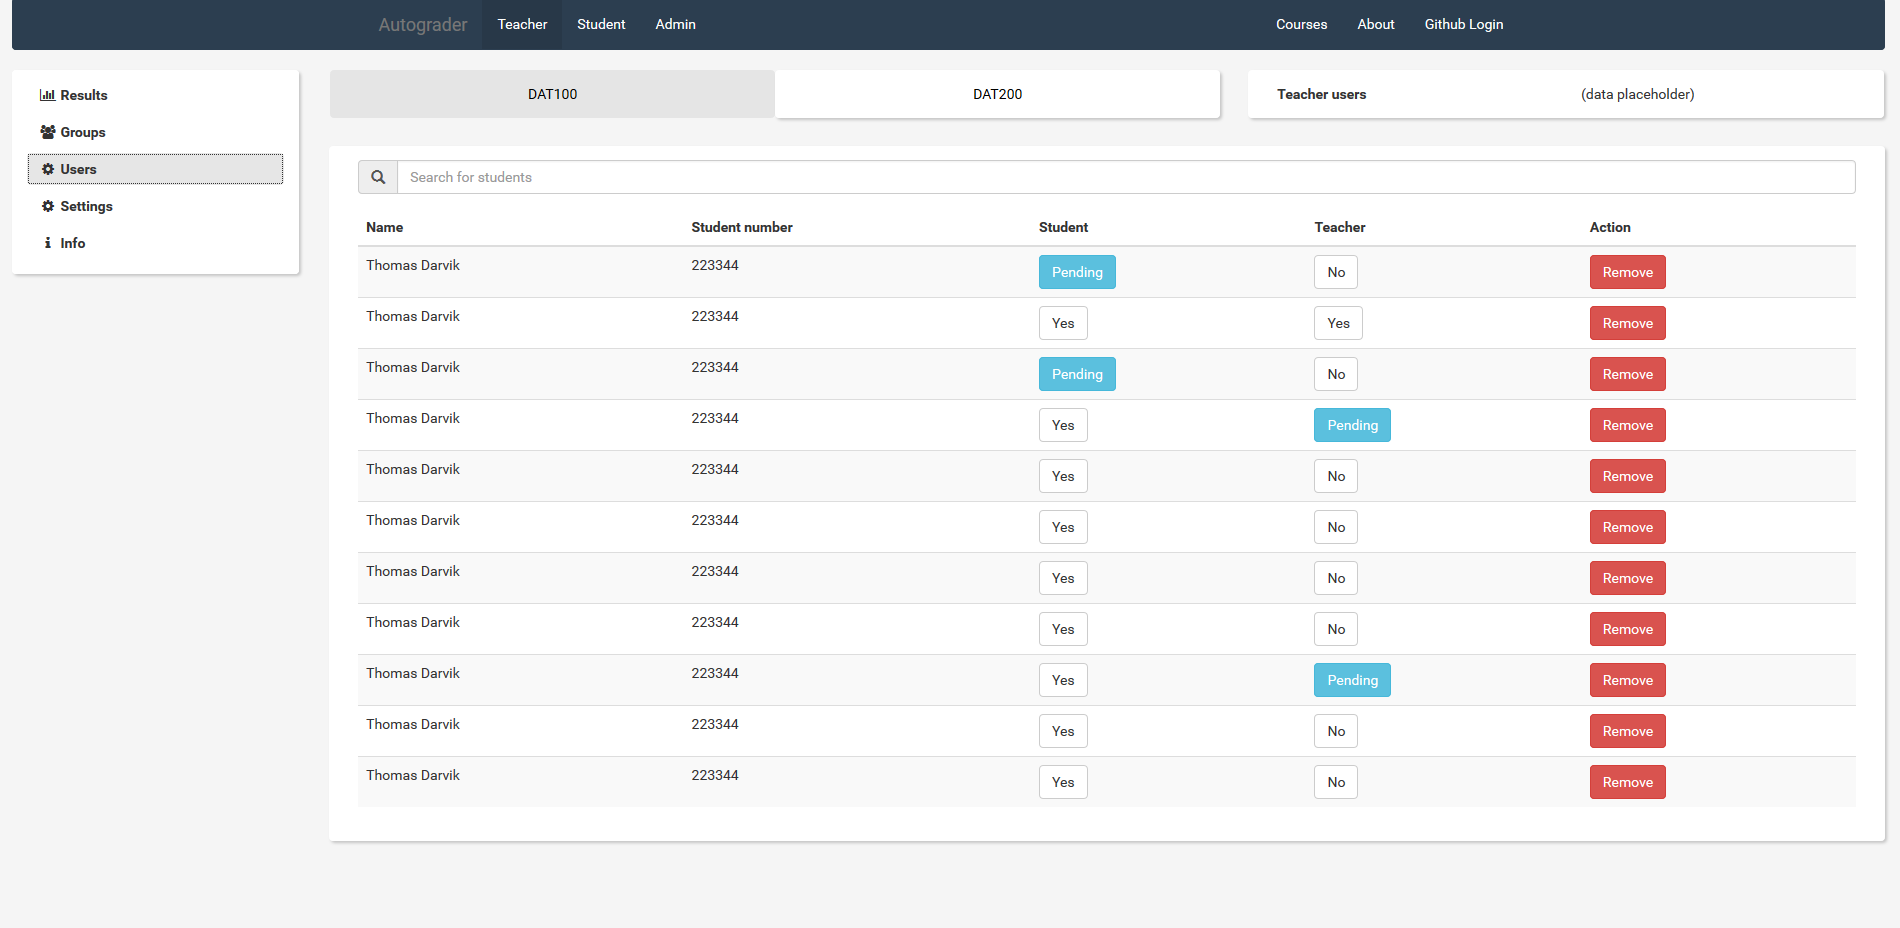 Autograder Teacher Student Admin Courses About Github Login
Results
Groups
Users
Settings
Info
DAT100 DAT200 Teacher users (data placeholder)
Search for students
Name Student number Student Teacher Action
Thomas Darvik 223344 Pending No Remove
Thomas Darvik 223344 Yes Yes Remove
Thomas Darvik 223344 Pending No Remove
Thomas Darvik 223344 Yes Pending Remove
Thomas Darvik 223344 Yes No Remove
Thomas Darvik 223344 Yes No Remove
Thomas Darvik 223344 Yes No Remove
Thomas Darvik 223344 Yes No Remove
Thomas Darvik 223344 Yes Pending Remove
Thomas Darvik 223344 Yes No Remove
Thomas Darvik 223344 Yes No Remove